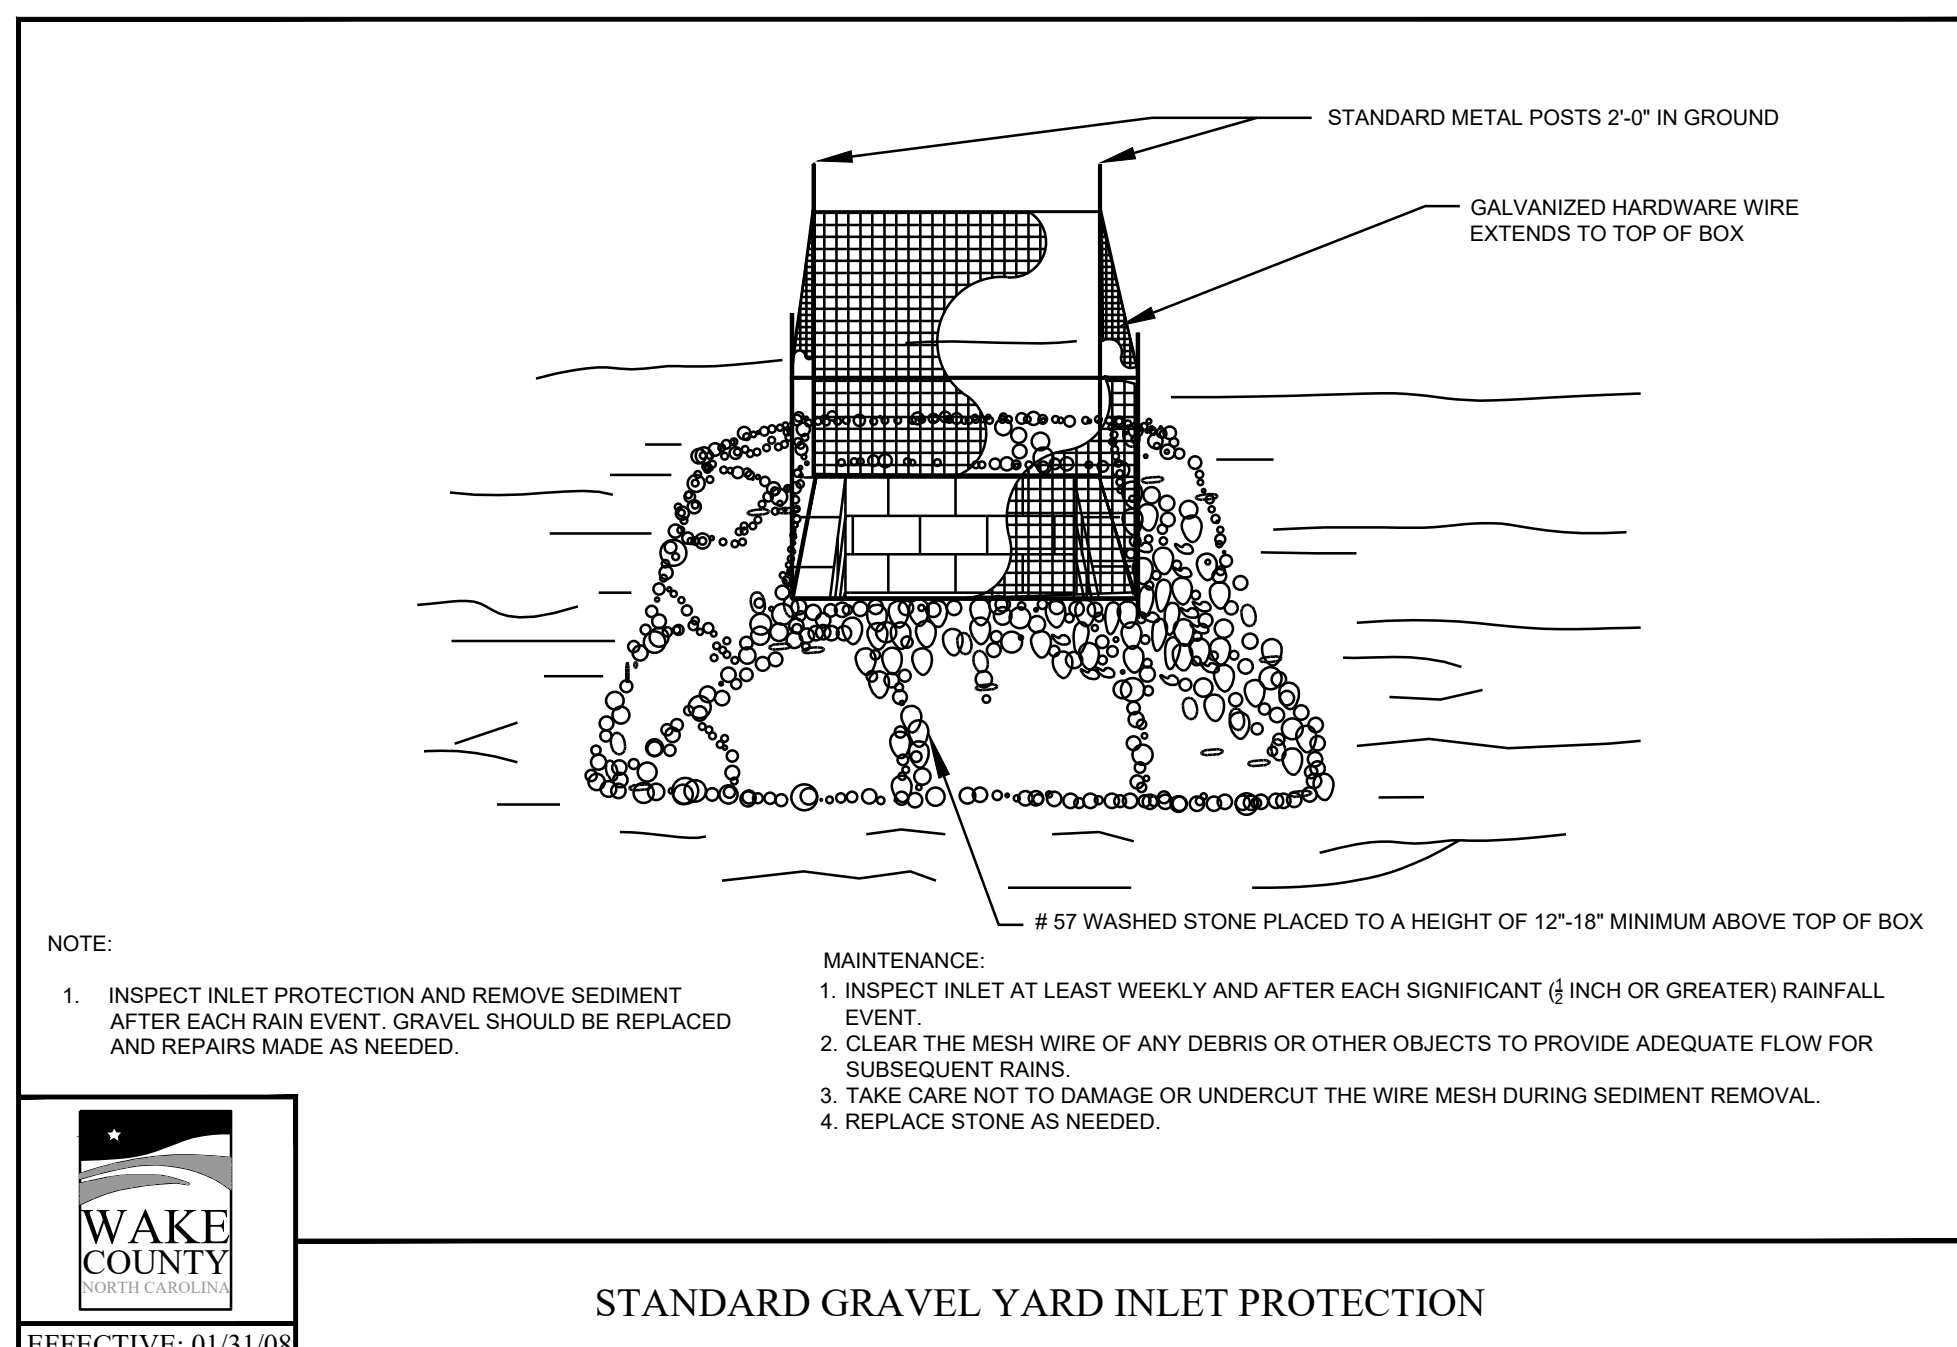 STANDARD METAL POSTS 2'-0" IN GROUND
GALVANIZED HARDWARE WIRE
EXTENDS TO TOP OF BOX
# 57 WASHED STONE PLACED TO A HEIGHT OF 12"-18" MINIMUM ABOVE TOP OF BOX
NOTE:
1. INSPECT INLET PROTECTION AND REMOVE SEDIMENT
AFTER EACH RAIN EVENT. GRAVEL SHOULD BE REPLACED
AND REPAIRS MADE AS NEEDED.
MAINTENANCE:
1. INSPECT INLET AT LEAST WEEKLY AND AFTER EACH SIGNIFICANT (½ INCH OR GREATER) RAINFALL
EVENT.
2. CLEAR THE MESH WIRE OF ANY DEBRIS OR OTHER OBJECTS TO PROVIDE ADEQUATE FLOW FOR
SUBSEQUENT RAINS.
3. TAKE CARE NOT TO DAMAGE OR UNDERCUT THE WIRE MESH DURING SEDIMENT REMOVAL.
4. REPLACE STONE AS NEEDED.
WAKE
COUNTY
NORTH CAROLINA
STANDARD GRAVEL YARD INLET PROTECTION
EFFECTIVE: 01/31/08